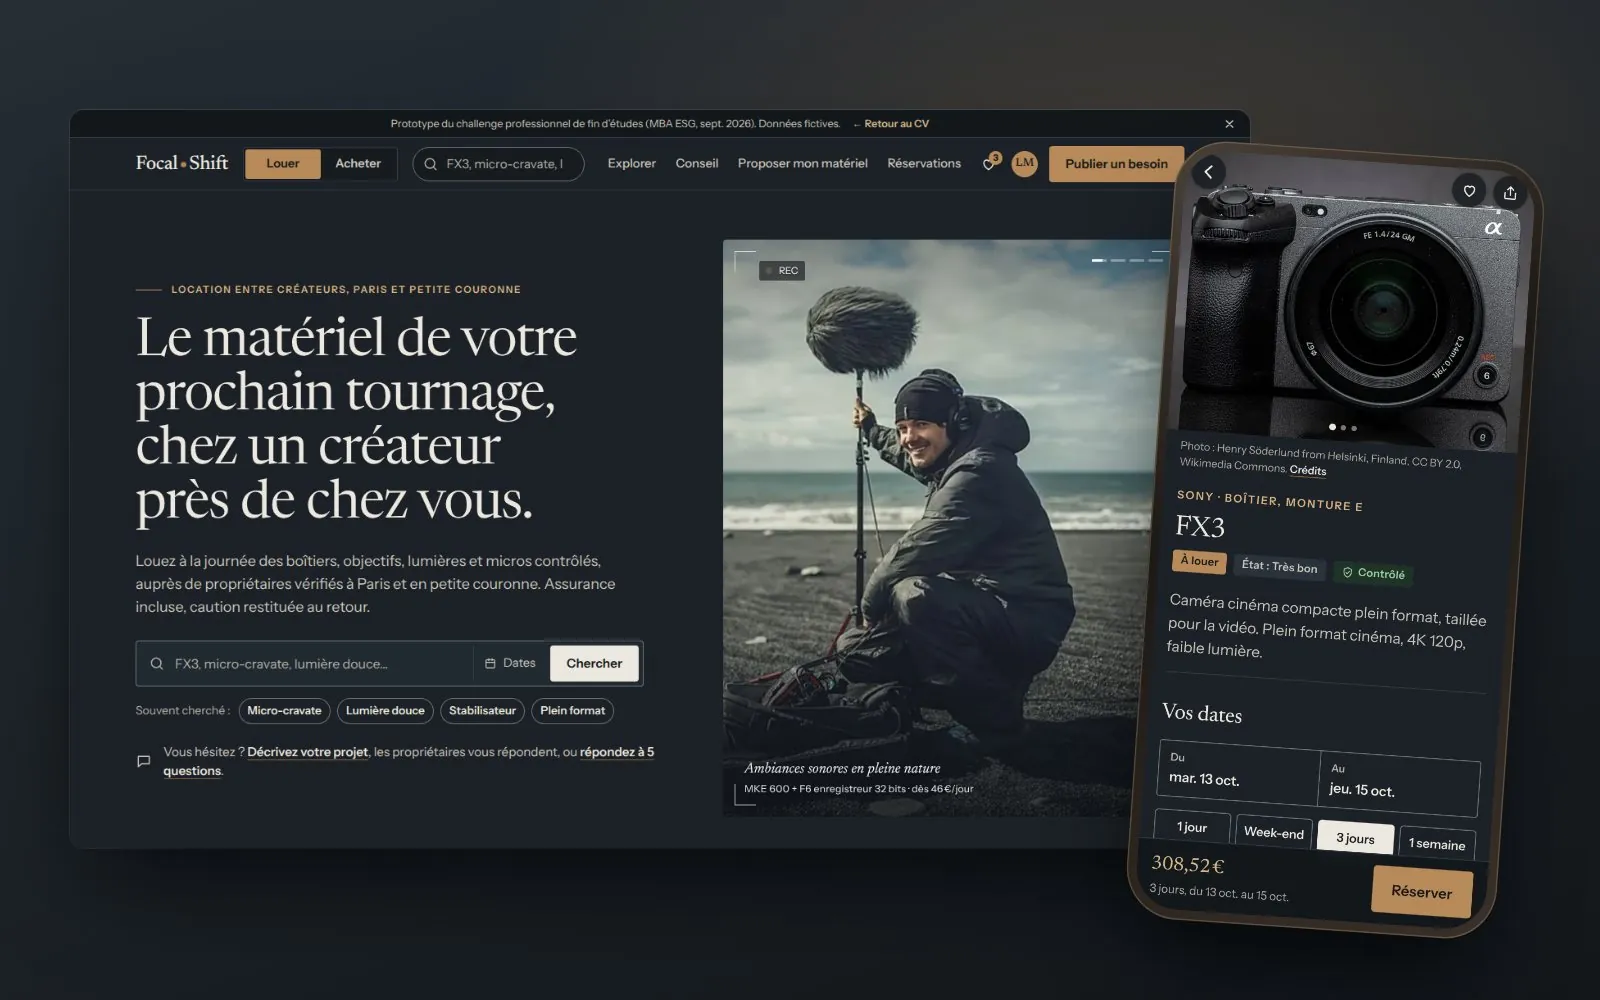 Prototype du challenge professionnel de fin d'études (MBA ESG, sept. 2026). Données fictives. ← Retour au CV
Focal•Shift
Louer
Acheter
FX3, micro-cravate, l
Explorer
Conseil
Proposer mon matériel
Réservations
3
LM
Publier un besoin
LOCATION ENTRE CRÉATEURS, PARIS ET PETITE COURONNE
Le matériel de votre
prochain tournage,
chez un créateur
près de chez vous.
Louez à la journée des boîtiers, objectifs, lumières et micros contrôlés,
auprès de propriétaires vérifiés à Paris et en petite couronne. Assurance
incluse, caution restituée au retour.
FX3, micro-cravate, lumière douce...
Dates
Chercher
Souvent cherché :
Micro-cravate
Lumière douce
Stabilisateur
Plein format
Vous hésitez ? Décrivez votre projet, les propriétaires vous répondent, ou répondez à 5
questions.
REC
Ambiances sonores en pleine nature
MKE 600 + F6 enregistreur 32 bits · dès 46 €/jour
α
FE 1.4/24 GM
0.24m/0.79ft
Φ67
REC
6
Photo : Henry Söderlund from Helsinki, Finland, CC BY 2.0,
Wikimedia Commons. Crédits
SONY · BOÎTIER, MONTURE E
FX3
À louer
État : Très bon
Contrôlé
Caméra cinéma compacte plein format, taillée
pour la vidéo. Plein format cinéma, 4K 120p,
faible lumière.
Vos dates
Du
mar. 13 oct.
Au
jeu. 15 oct.
1 jour
Week-end
3 jours
1 semaine
308,52 €
3 jours, du 13 oct. au 15 oct.
Réserver